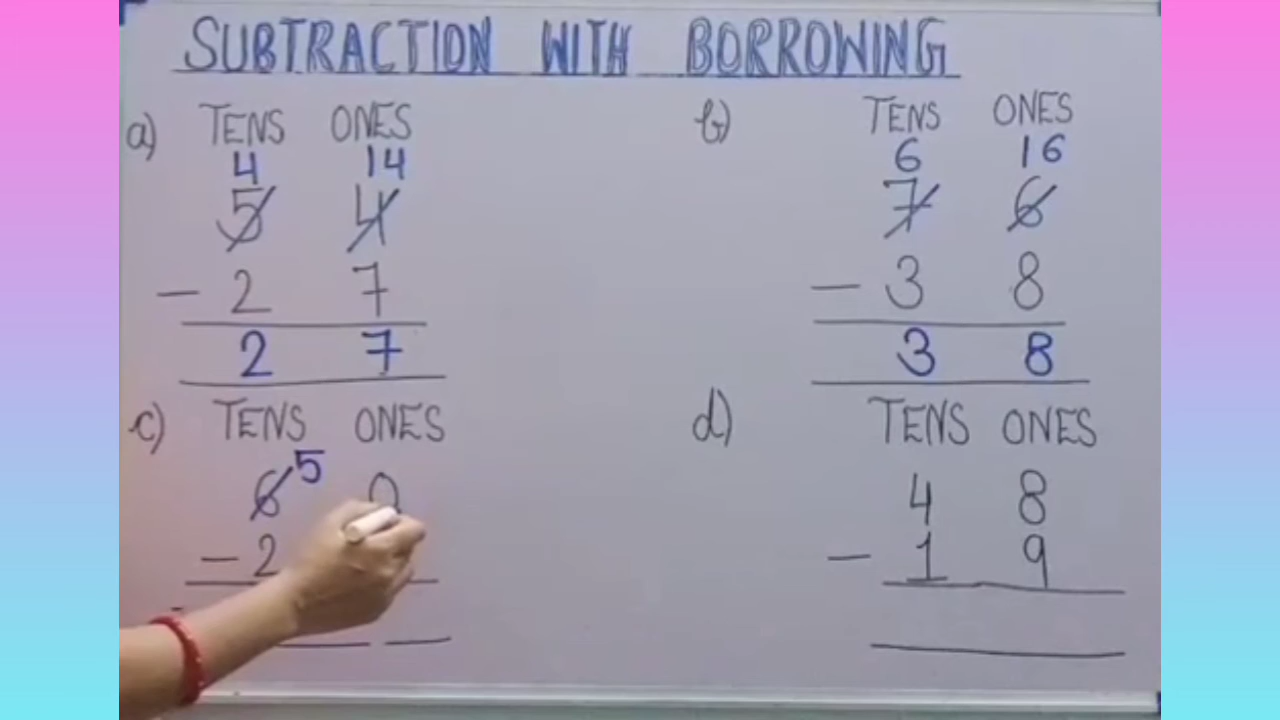 SUBTRACTION WITH BORROWING
a) TENS ONES
4 14
5 4
- 2 7
2 7
b) TENS ONES
6 16
7 6
- 3 8
3 8
c) TENS ONES
6 5 0
- 2
d) TENS ONES
4 8
- 1 9